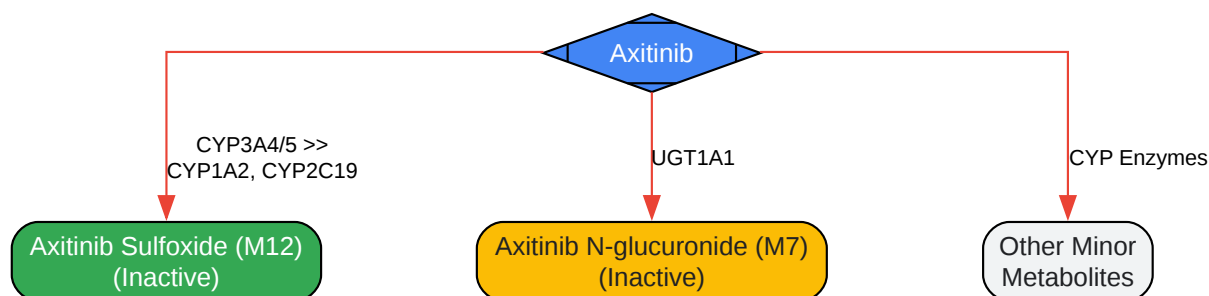 Axitinib
CYP3A4/5 >>
CYP1A2, CYP2C19
UGT1A1
CYP Enzymes
Axitinib Sulfoxide (M12)
(Inactive)
Axitinib N-glucuronide (M7)
(Inactive)
Other Minor
Metabolites